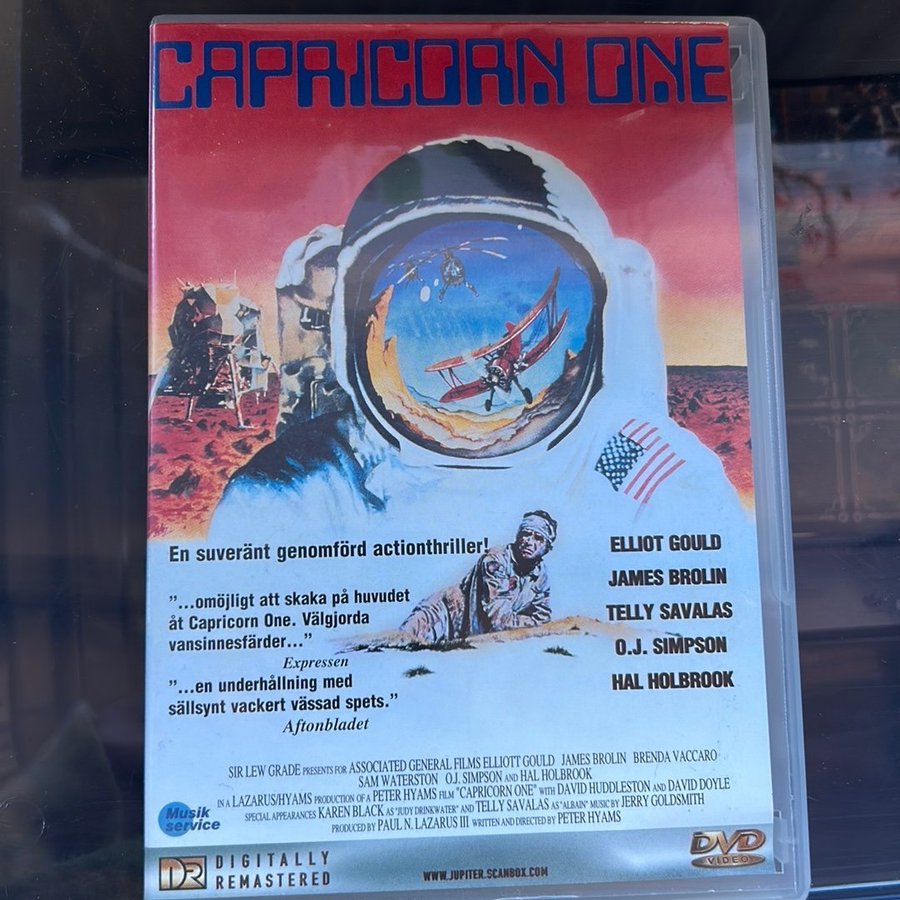 CAPRICORN ONE
En suveränt genomförd actionthriller!
"...omöjligt att skaka på huvudet
åt Capricorn One. Välgjorda
vansinnesfärder..."
Expressen
"...en underhållning med
sällsynt vackert vässad spets."
Aftonbladet
ELLIOT GOULD
JAMES BROLIN
TELLY SAVALAS
O.J. SIMPSON
HAL HOLBROOK
SIR LEW GRADE PRESENTS FOR ASSOCIATED GENERAL FILMS ELLIOTT GOULD JAMES BROLIN BRENDA VACCARO
SAM WATERSTON O.J. SIMPSON AND HAL HOLBROOK
IN A LAZARUS/HYAMS PRODUCTION OF A PETER HYAMS FILM "CAPRICORN ONE" WITH DAVID HUDDLESTON AND DAVID DOYLE
SPECIAL APPEARANCES KAREN BLACK AS "JUDY DRINKWATER" AND TELLY SAVALAS AS "ALBAIN" MUSIC BY JERRY GOLDSMITH
PRODUCED BY PAUL N. LAZARUS III WRITTEN AND DIRECTED BY PETER HYAMS
Musik
service
DR DIGITALLY
REMASTERED
WWW.JUPITER.SCANBOX.COM
DVD
VIDEO